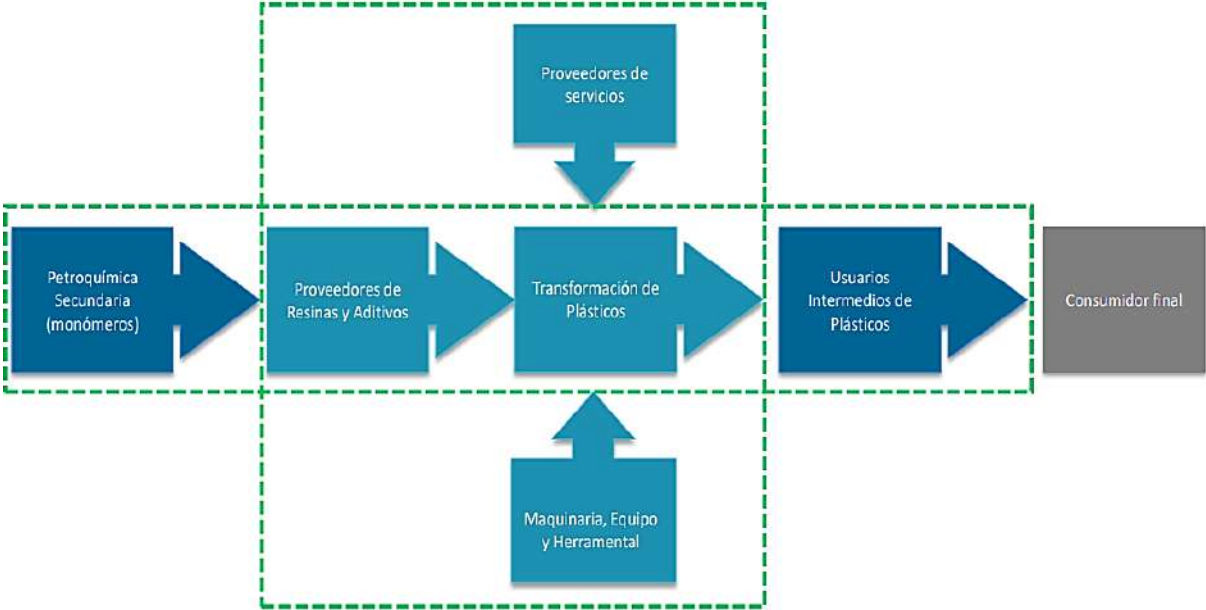 Proveedores de
servicios
Petroquímica
Secundaria
(monómeros)
Proveedores de
Resinas y Aditivos
Transformación de
Plásticos
Usuarios
Intermedios de
Plásticos
Consumidor final
Maquinaria, Equipo
y Herramental